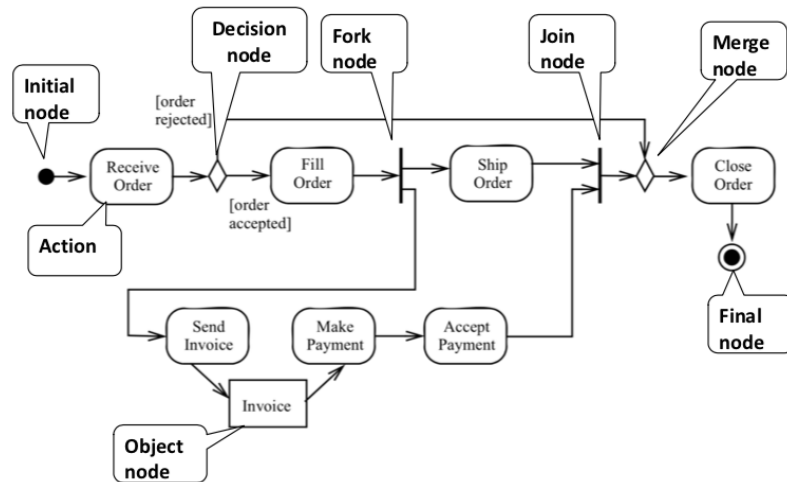 Decision
node
Fork
node
Join
node
Merge
node
Initial
node
[order
rejected]
Receive
Order
Fill
Order
Ship
Order
Close
Order
[order
accepted]
Action
Send
Invoice
Make
Payment
Accept
Payment
Final
node
Invoice
Object
node